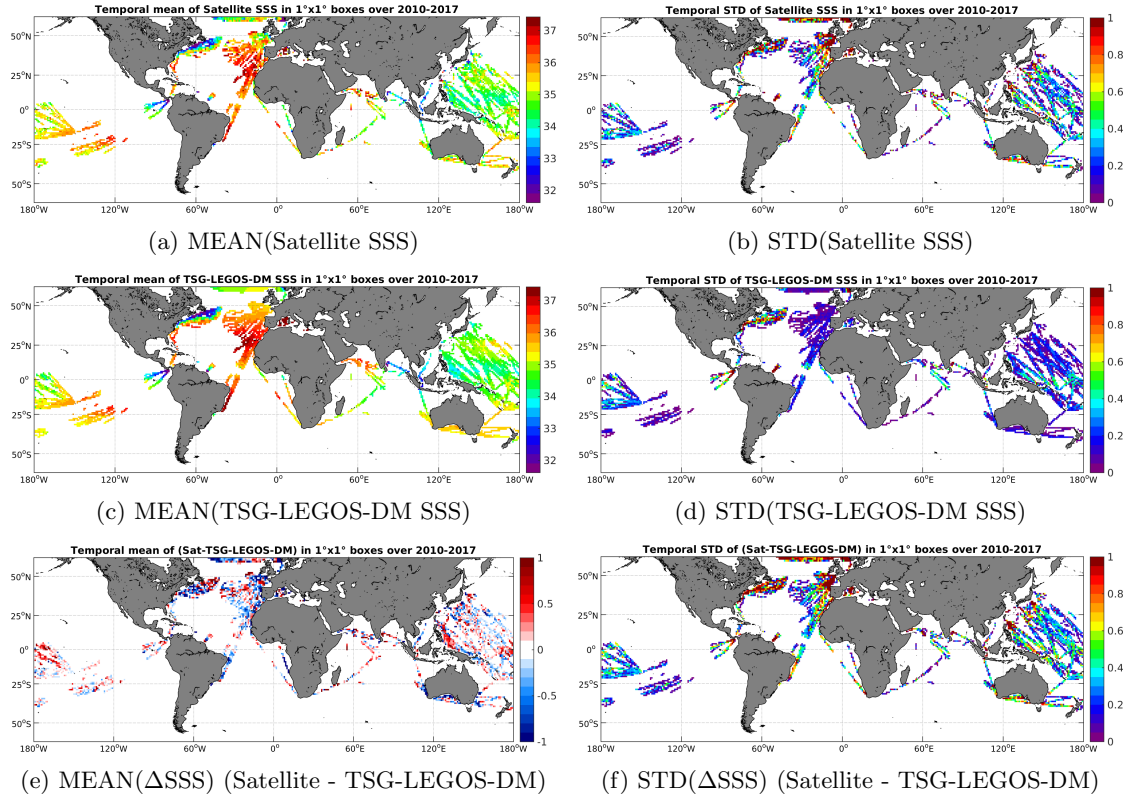 Temporal mean of Satellite SSS in 1°x1° boxes over 2010-2017
50°N
25°N
0°
25°S
50°S
180°W 120°W 60°W 0° 60°E 120°E 180°E
37
36
35
34
33
32
(a) MEAN(Satellite SSS)
Temporal STD of Satellite SSS in 1°x1° boxes over 2010-2017
50°N
25°N
0°
25°S
50°S
180°W 120°W 60°W 0° 60°E 120°E 180°E
1
0.8
0.6
0.4
0.2
0
(b) STD(Satellite SSS)
Temporal mean of TSG-LEGOS-DM SSS in 1°x1° boxes over 2010-2017
50°N
25°N
0°
25°S
50°S
180°W 120°W 60°W 0° 60°E 120°E 180°E
37
36
35
34
33
32
(c) MEAN(TSG-LEGOS-DM SSS)
Temporal STD of TSG-LEGOS-DM SSS in 1°x1° boxes over 2010-2017
50°N
25°N
0°
25°S
50°S
180°W 120°W 60°W 0° 60°E 120°E 180°E
1
0.8
0.6
0.4
0.2
0
(d) STD(TSG-LEGOS-DM SSS)
Temporal mean of (Sat-TSG-LEGOS-DM) in 1°x1° boxes over 2010-2017
50°N
25°N
0°
25°S
50°S
180°W 120°W 60°W 0° 60°E 120°E 180°E
1
0.5
0.1
0
-0.1
-0.5
-1
(e) MEAN(ΔSSS) (Satellite - TSG-LEGOS-DM)
Temporal STD of (Sat-TSG-LEGOS-DM) in 1°x1° boxes over 2010-2017
50°N
25°N
0°
25°S
50°S
180°W 120°W 60°W 0° 60°E 120°E 180°E
1
0.8
0.6
0.4
0.2
0
(f) STD(ΔSSS) (Satellite - TSG-LEGOS-DM)